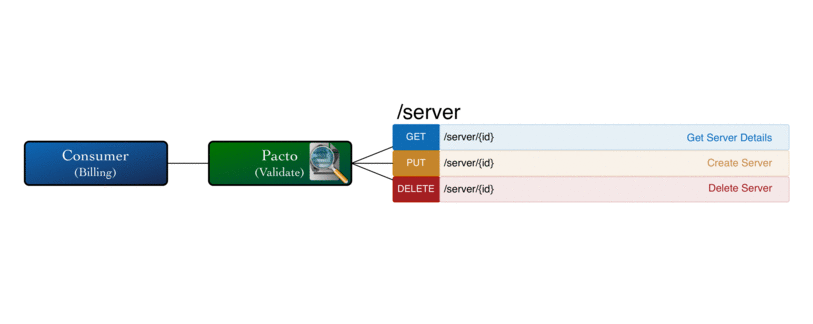 /server
Consumer
(Billing)
Pacto
(Validate)
GET /server/{id} Get Server Details
PUT /server/{id} Create Server
DELETE /server/{id} Delete Server